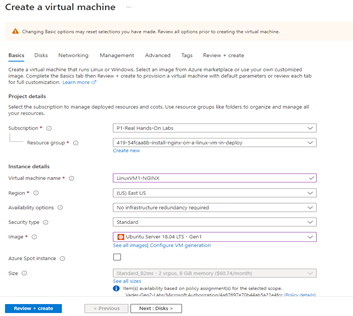 Create a virtual machine ...
Changing Basic options may reset selections you have made. Review all options prior to creating the virtual machine.
Basics Disks Networking Management Advanced Tags Review + create
Create a virtual machine that runs Linux or Windows. Select an image from Azure marketplace or use your own customized
image. Complete the Basics tab then Review + create to provision a virtual machine with default parameters or review each tab
for full customization. Learn more
Project details
Select the subscription to manage deployed resources and costs. Use resource groups like folders to organize and manage all
your resources.
Subscription * P1-Real Hands-On Labs
Resource group * install-nginx-on-a-linux-vm-in-deploy
Create new
Instance details
Virtual machine name * LinuxVM1-NGINX
Region * (US) East US
Availability options No infrastructure redundancy required
Security type Standard
Image * Ubuntu Server 18.04 LTS - Gen1
See all images | Configure VM generation
Azure Spot instance
Size Standard_B2ms - 2 vcpus, 8 GiB memory ($60.74/month)
See all sizes
Item(s) availability based on policy assignment(s) for the selected scope.
(Policy details)
Review + create < Previous Next : Disks >